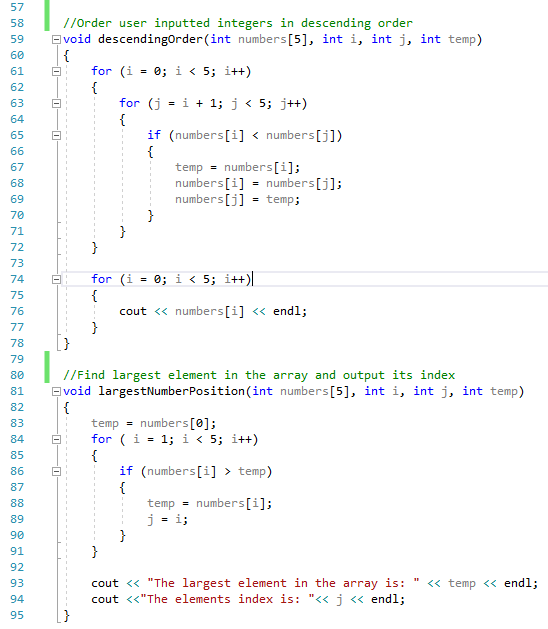 57
58 //Order user inputted integers in descending order
59 void descendingOrder(int numbers[5], int i, int j, int temp)
60 {
61 for (i = 0; i < 5; i++)
62 {
63 for (j = i + 1; j < 5; j++)
64 {
65 if (numbers[i] < numbers[j])
66 {
67 temp = numbers[i];
68 numbers[i] = numbers[j];
69 numbers[j] = temp;
70 }
71 }
72 }
73
74 for (i = 0; i < 5; i++)
75 {
76 cout << numbers[i] << endl;
77 }
78 }
79
80 //Find largest element in the array and output its index
81 void largestNumberPosition(int numbers[5], int i, int j, int temp)
82 {
83 temp = numbers[0];
84 for ( i = 1; i < 5; i++)
85 {
86 if (numbers[i] > temp)
87 {
88 temp = numbers[i];
89 j = i;
90 }
91 }
92
93 cout << "The largest element in the array is: " << temp << endl;
94 cout <<"The elements index is: "<< j << endl;
95 }